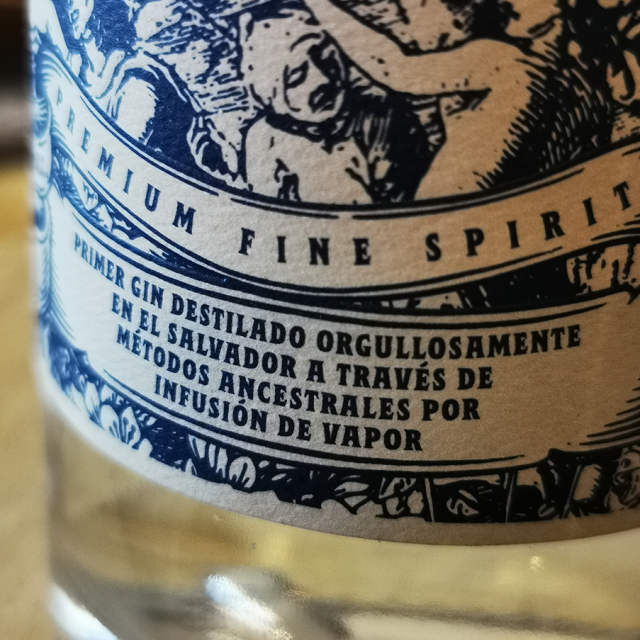 PREMIUM FINE SPIRIT
PRIMER GIN DESTILADO ORGULLOSAMENTE
EN EL SALVADOR A TRAVÉS DE
MÉTODOS ANCESTRALES POR
INFUSIÓN DE VAPOR